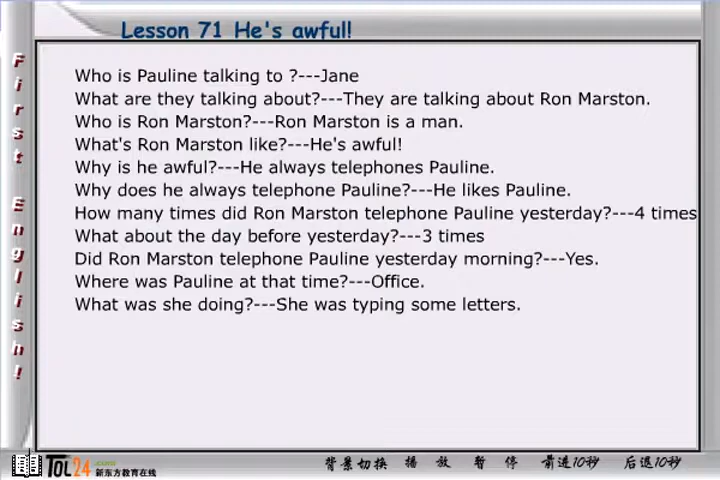 Lesson 71 He's awful!
First English!
Who is Pauline talking to ?---Jane
What are they talking about?---They are talking about Ron Marston.
Who is Ron Marston?---Ron Marston is a man.
What's Ron Marston like?---He's awful!
Why is he awful?---He always telephones Pauline.
Why does he always telephone Pauline?---He likes Pauline.
How many times did Ron Marston telephone Pauline yesterday?---4 times
What about the day before yesterday?---3 times
Did Ron Marston telephone Pauline yesterday morning?---Yes.
Where was Pauline at that time?---Office.
What was she doing?---She was typing some letters.
TOL24.com 新东方教育在线
背景切换 播 放 暂 停 前进10秒 后退10秒